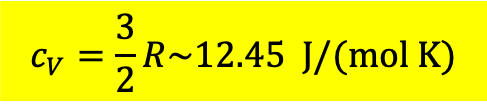 c_V = 3/2 R~12.45 J/(mol K)